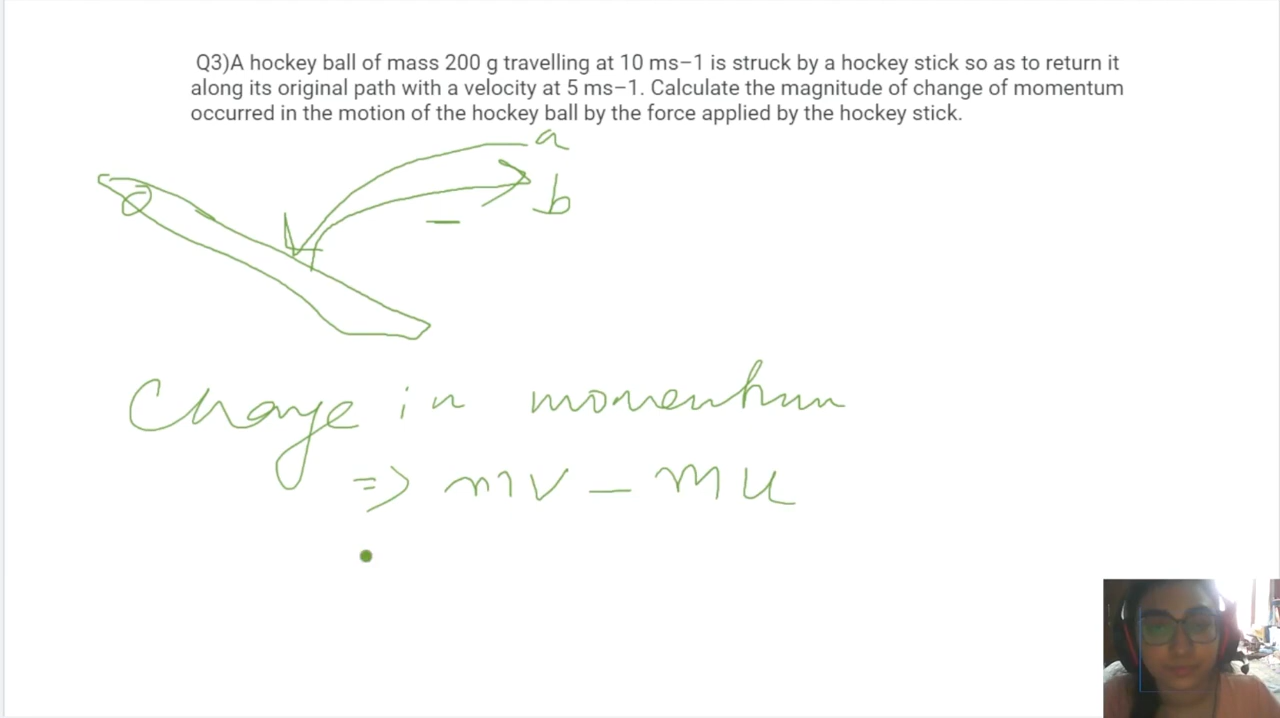 Q3)A hockey ball of mass 200 g travelling at 10 ms−1 is struck by a hockey stick so as to return it
along its original path with a velocity at 5 ms−1. Calculate the magnitude of change of momentum
occurred in the motion of the hockey ball by the force applied by the hockey stick.
a
b
Change in momentum
=> mv - mu